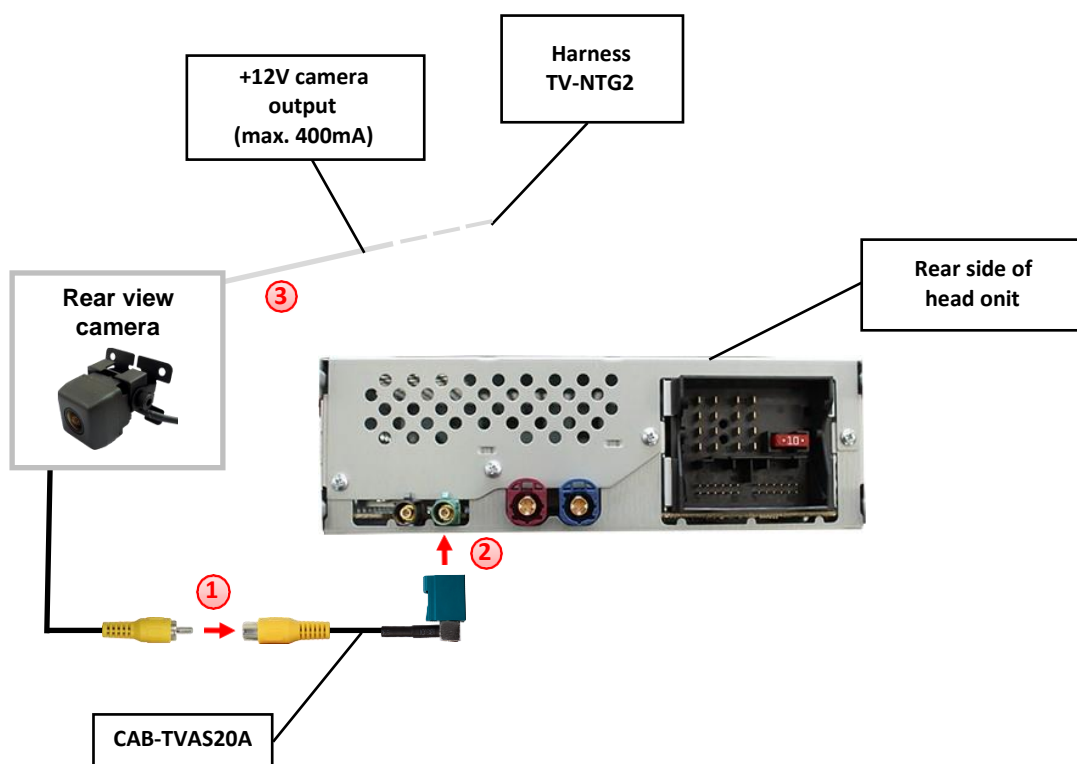 Harness
TV-NTG2
+12V camera
output
(max. 400mA)
Rear side of
head onit
Rear view
camera
3
10
2
1
CAB-TVAS20A